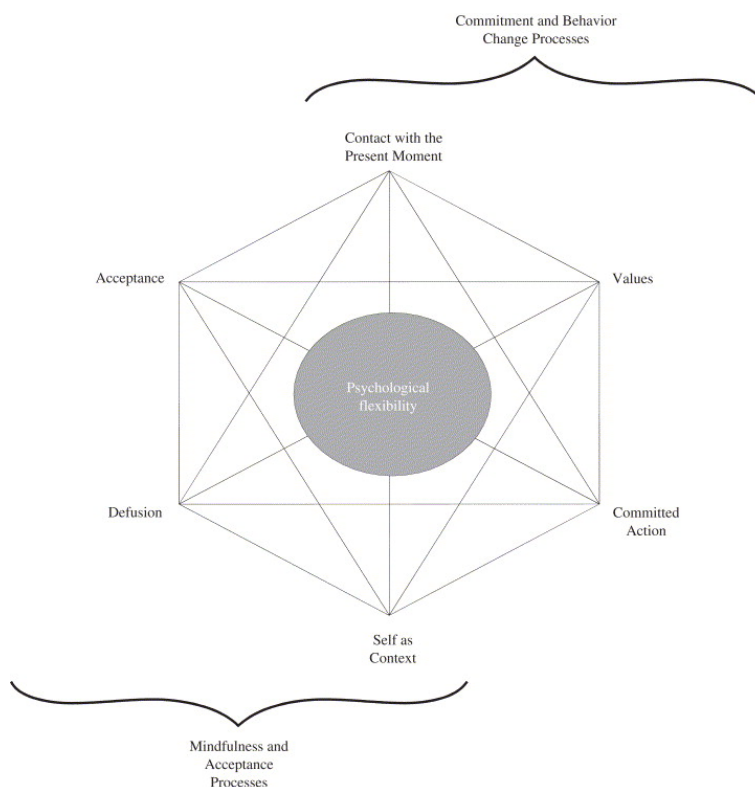 Commitment and Behavior
Change Processes
Contact with the
Present Moment
Acceptance
Values
Psychological
flexibility
Defusion
Committed
Action
Self as
Context
Mindfulness and
Acceptance
Processes